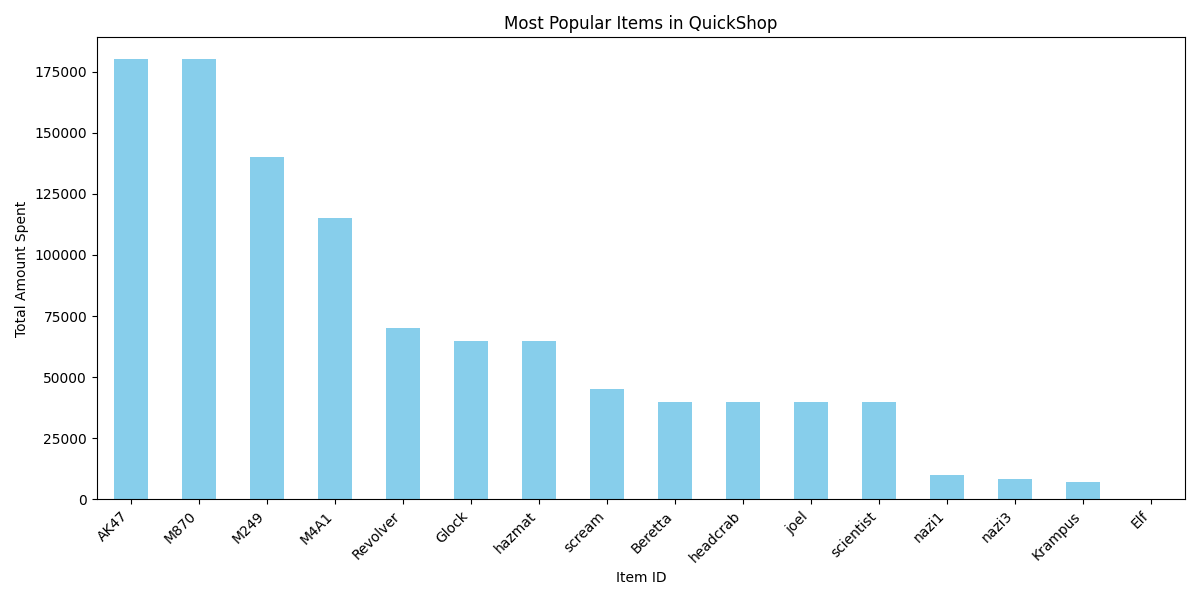 Most Popular Items in QuickShop
Total Amount Spent
175000
150000
125000
100000
75000
50000
25000
0
AK47
M870
M249
M4A1
Revolver
Glock
hazmat
scream
Beretta
headcrab
joel
scientist
nazi1
nazi3
Krampus
Elf
Item ID